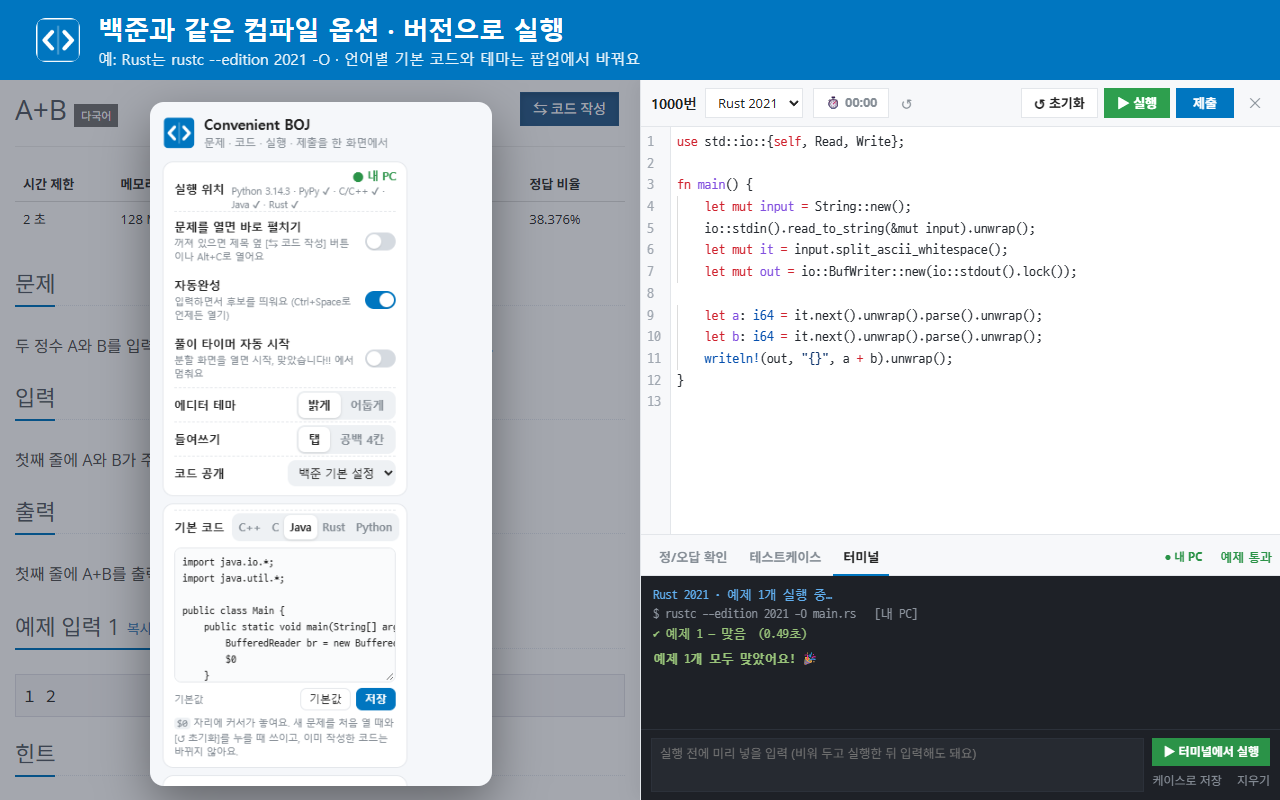 백준과 같은 컴파일 옵션 · 버전으로 실행
예: Rust는 rustc --edition 2021 -O · 언어별 기본 코드와 테마는 팝업에서 바꿔요
A+B 다국어
⇆ 코드 작성
시간 제한 메모리 정답 비율
2 초 128 38.376%
문제
두 정수 A와 B를 입력
입력
첫째 줄에 A와 B가
출력
첫째 줄에 A+B를
예제 입력 1 복사
1 2
힌트
Convenient BOJ
문제 · 코드 · 실행 · 제출을 한 화면에서
실행 위치
● 내 PC
Python 3.14.3 · PyPy ✓ · C/C++ ✓ ·
Java ✓ · Rust ✓
문제를 열면 바로 펼치기
꺼져 있으면 제목 옆 [⇆ 코드 작성] 버튼
이나 Alt+C로 열어요
자동완성
입력하면서 후보를 띄워요 (Ctrl+Space로
언제든 열기)
풀이 타이머 자동 시작
분할 화면을 열면 시작, 맞았습니다!! 에서
멈춰요
에디터 테마 밝게 어둡게
들여쓰기 탭 공백 4칸
코드 공개 백준 기본 설정
기본 코드 C++ C Java Rust Python
import java.io.*;
import java.util.*;
public class Main {
public static void main(String[] arg
BufferedReader br = new Buffere
$0
}
기본값 기본값 저장
$0 자리에 커서가 놓여요. 새 문제를 처음 열 때와
[↺ 초기화]를 누를 때 쓰이고, 이미 작성한 코드는
바뀌지 않아요.
1000번 Rust 2021 ⏱ 00:00 ↺ ↺ 초기화 ▶ 실행 제출 ×
1 use std::io::{self, Read, Write};
2
3 fn main() {
4 let mut input = String::new();
5 io::stdin().read_to_string(&mut input).unwrap();
6 let mut it = input.split_ascii_whitespace();
7 let mut out = io::BufWriter::new(io::stdout().lock());
8
9 let a: i64 = it.next().unwrap().parse().unwrap();
10 let b: i64 = it.next().unwrap().parse().unwrap();
11 writeln!(out, "{}", a + b).unwrap();
12 }
13
정/오답 확인 테스트케이스 터미널 ● 내 PC 예제 통과
Rust 2021 · 예제 1개 실행 중…
$ rustc --edition 2021 -O main.rs [내 PC]
✔ 예제 1 — 맞음 (0.49초)
예제 1개 모두 맞았어요! 🎉
실행 전에 미리 넣을 입력 (비워 두고 실행한 뒤 입력해도 돼요)
▶ 터미널에서 실행
케이스로 저장 지우기